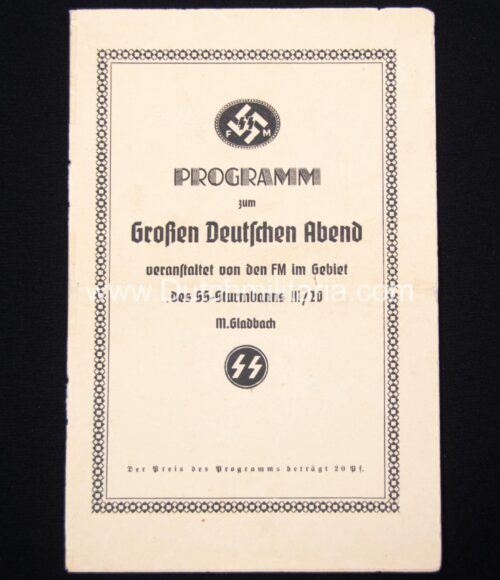 F M
PROGRAMM
zum
Großen Deutschen Abend
veranstaltet von den FM im Gebiet
www.Dutchmilitaria.com
des SS-Sturmbanns III/20
M.Gladbach
SS
Der Preis des Programms beträgt 20 Pf.